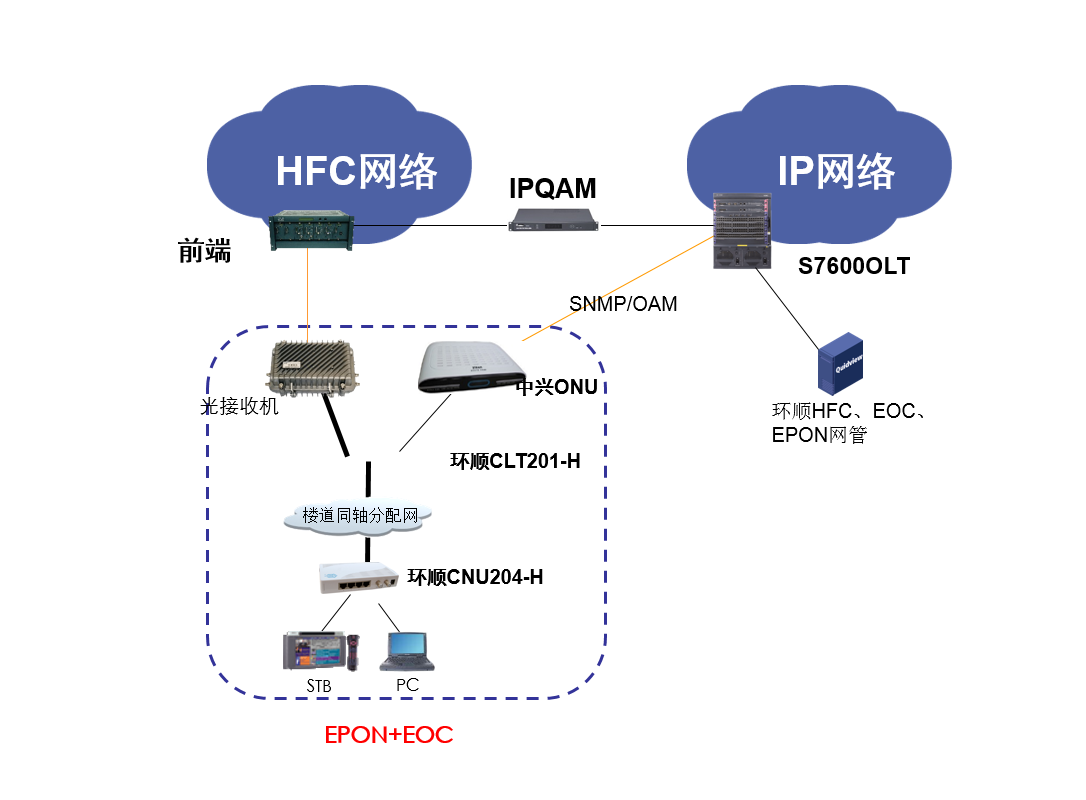 HFC网络
IP网络
IPQAM
前端
S7600OLT
SNMP/OAM
Quidview
中兴ONU
光接收机
环顺HFC、EOC、
EPON网管
环顺CLT201-H
楼道同轴分配网
环顺CNU204-H
STB
PC
EPON+EOC